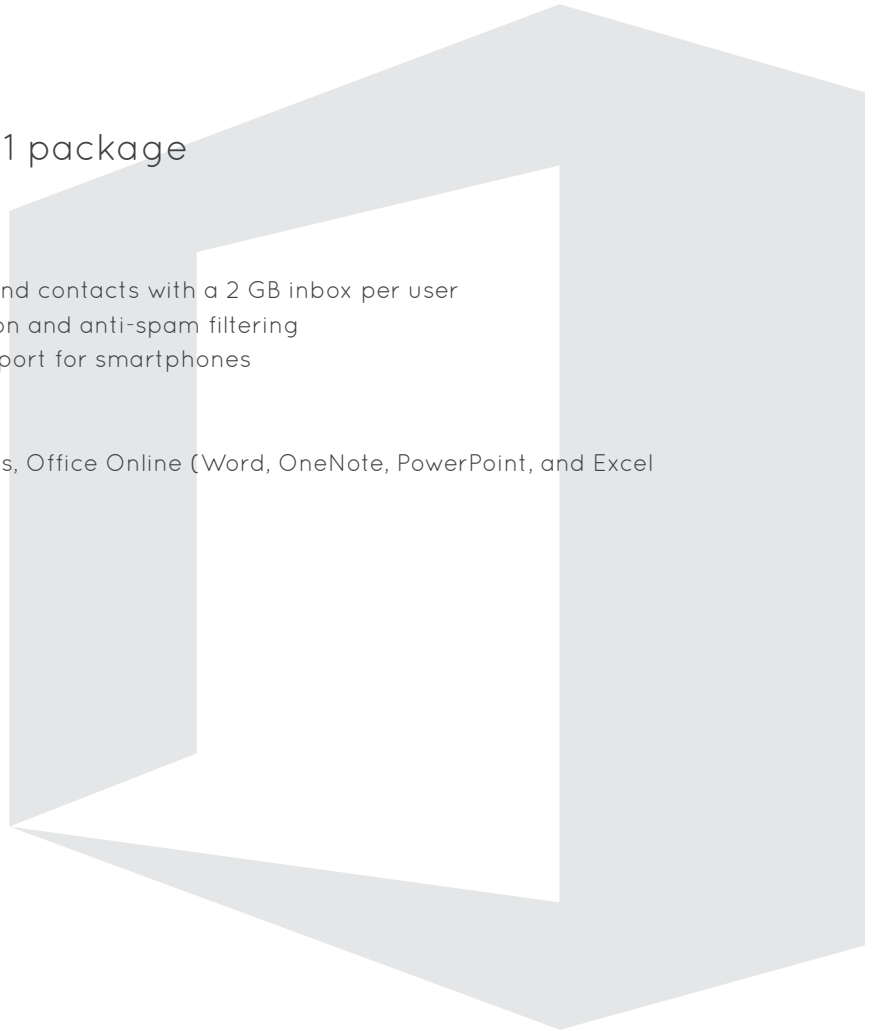 1 package
nd contacts with a 2 GB inbox per user
on and anti-spam filtering
port for smartphones
s, Office Online (Word, OneNote, PowerPoint, and Excel